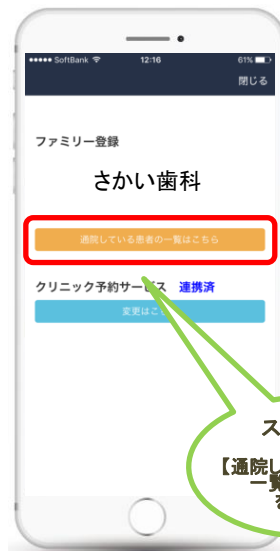 SoftBank 12:16 61%
閉じる
ファミリー登録
さかい歯科
通院している患者の一覧はこちら
クリニック予約サービス 連携済
変更はこ
ス
【通院し
一覧
を